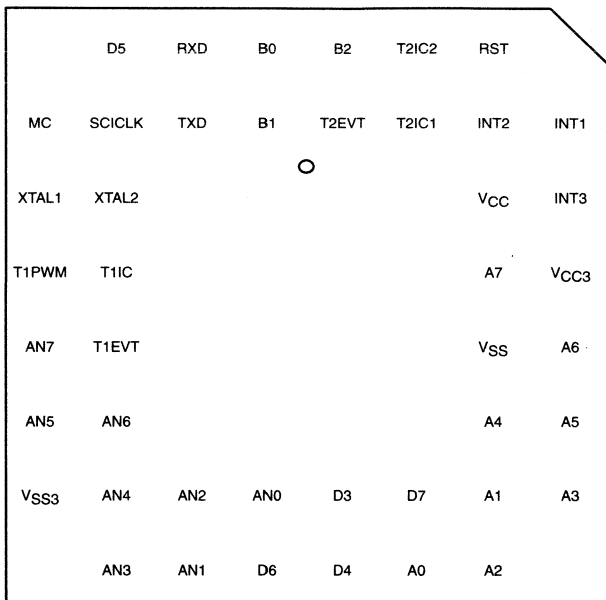 D5 RXD B0 B2 T2IC2 RST
MC SCICLK TXD B1 T2EVT T2IC1 INT2 INT1
XTAL1 XTAL2 VCC INT3
T1PWM T1IC A7 VCC3
AN7 T1EVT VSS A6
AN5 AN6 A4 A5
VSS3 AN4 AN2 AN0 D3 D7 A1 A3
AN3 AN1 D6 D4 A0 A2